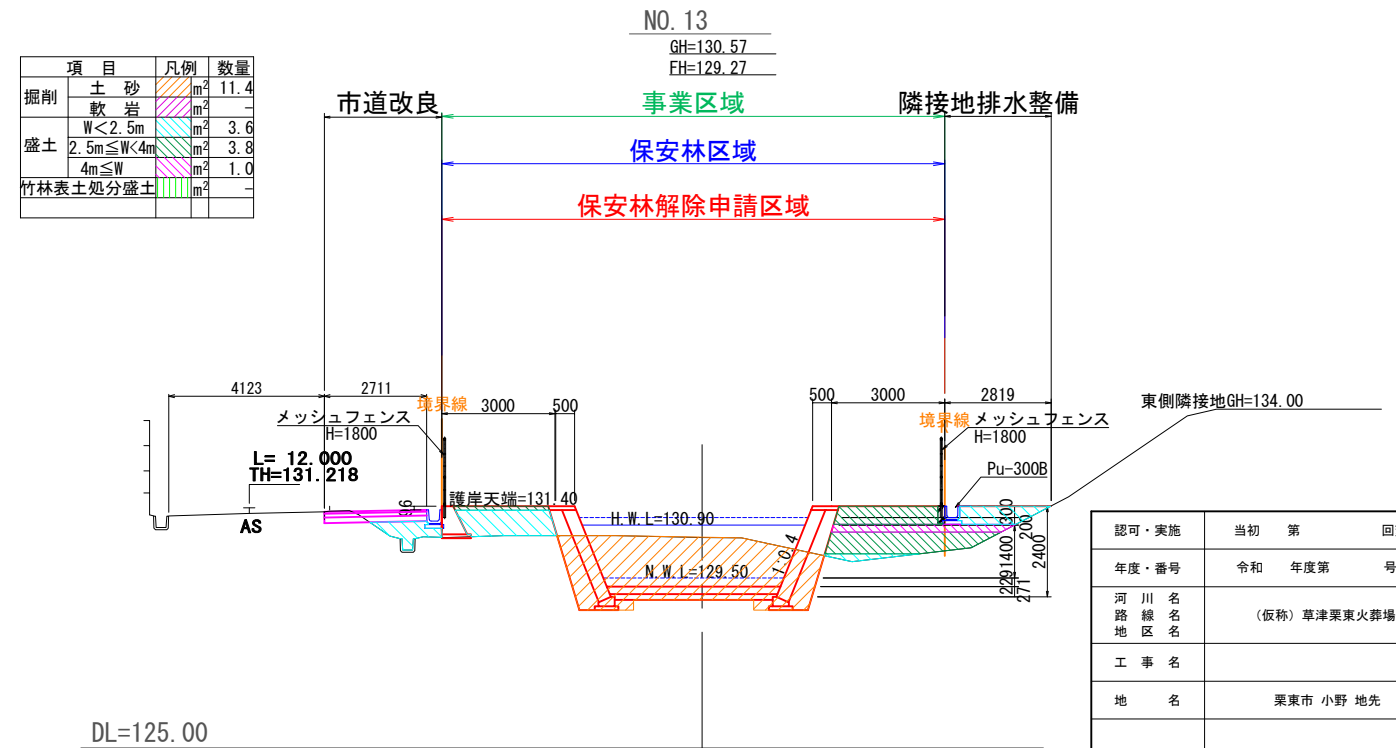 NO. 13
GH=130.57
FH=129.27
項 目 凡例 数量
掘削 土 砂 m² 11.4
軟 岩 m² -
盛土 W<2.5m m² 3.6
2.5m≦W<4m m² 3.8
4m≦W m² 1.0
竹林表土処分盛土 m² -
市道改良
事業区域
隣接地排水整備
保安林区域
保安林解除申請区域
4123
2711
境界線
3000
500
500
3000
2819
東側隣接地GH=134.00
メッシュフェンス
H=1800
境界線
メッシュフェンス
H=1800
L= 12.000
TH=131.218
Pu-300B
AS
護岸天端=131.40
H.W.L=130.90
N.W.L=129.50
1:0.4
300
200
1400
229
271
2400
認可・実施 当初 第 回
年度・番号 令和 年度第 号
河 川 名
路 線 名
地 区 名
(仮称)草津栗東火葬場
工 事 名
地 名 栗東市 小野 地先
DL=125.00